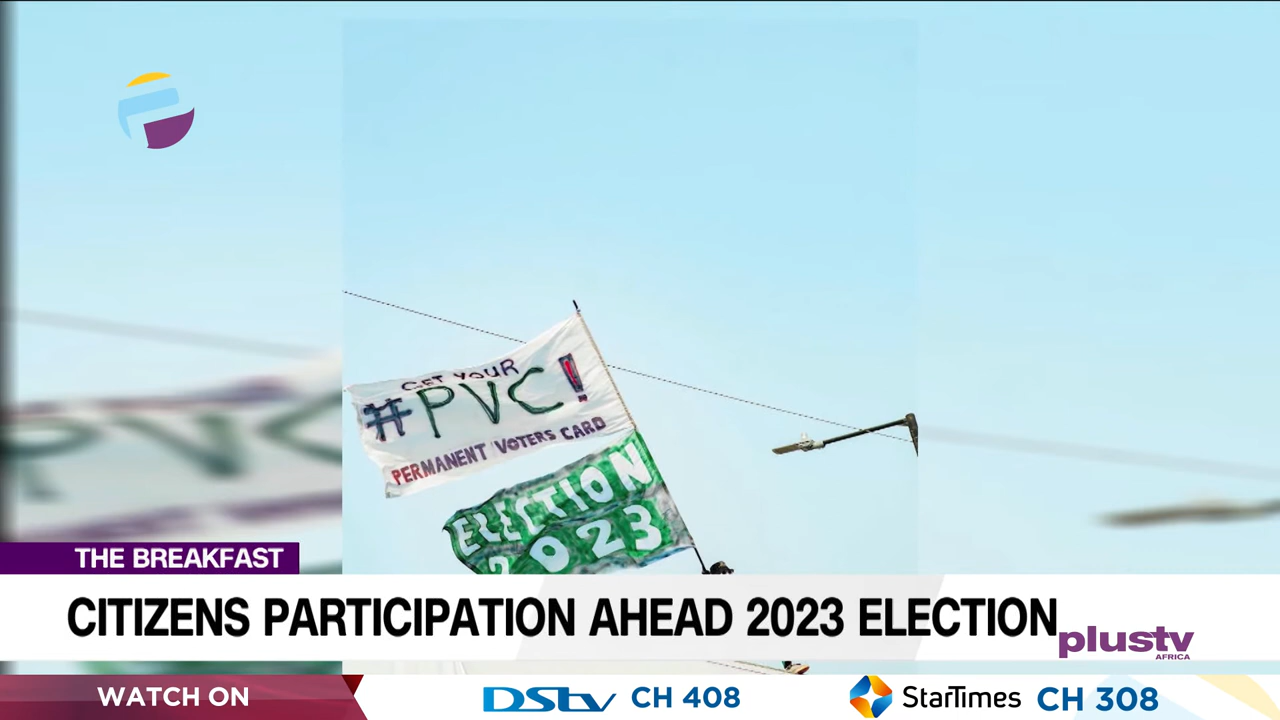 GET YOUR
#PVC!
PERMANENT VOTERS CARD
ELECTION
2023
THE BREAKFAST
CITIZENS PARTICIPATION AHEAD 2023 ELECTION
plustv
AFRICA
WATCH ON
DStv CH 408
StarTimes CH 308